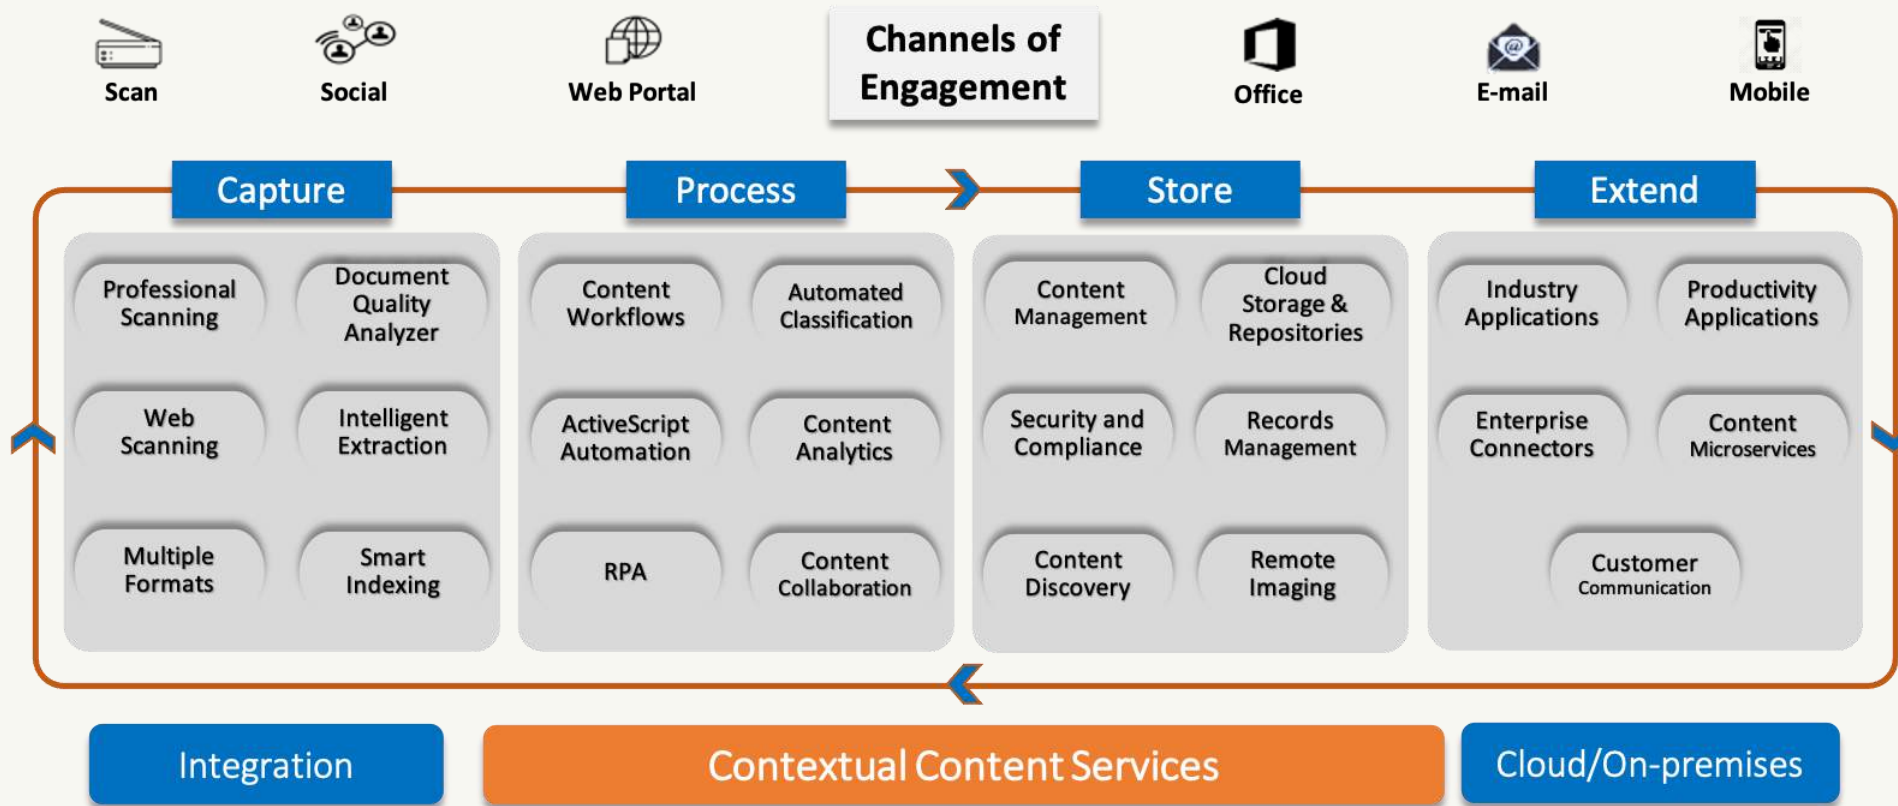 Channels of
Engagement
Scan
Social
Web Portal
Office
E-mail
Mobile
Capture
Process
Store
Extend
Professional
Scanning
Document
Quality
Analyzer
Web
Scanning
Intelligent
Extraction
Multiple
Formats
Smart
Indexing
Content
Workflows
Automated
Classification
ActiveScript
Automation
Content
Analytics
RPA
Content
Collaboration
Content
Management
Cloud
Storage &
Repositories
Security and
Compliance
Records
Management
Content
Discovery
Remote
Imaging
Industry
Applications
Productivity
Applications
Enterprise
Connectors
Content
Microservices
Customer
Communication
Integration
Contextual Content Services
Cloud/On-premises